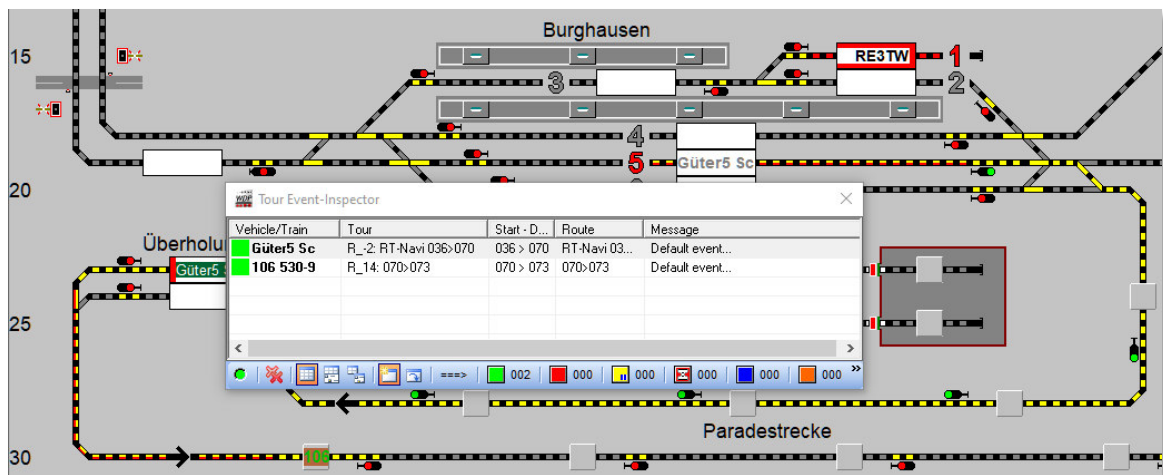 Burghausen
15
RE3TW 1
3
2
4
5
Güter5 Sc
20
WDP Tour Event-Inspector
Vehicle/Train Tour Start - D... Route Message
Güter5 Sc R_-2: RT-Navi 036>070 036 > 070 RT-Navi 03... Default event...
106 530-9 R_14: 070>073 070 > 073 070>073 Default event...
Überholu
Güter5
25
===> 002 000 000 000 000 000 »
Paradestrecke
30
106